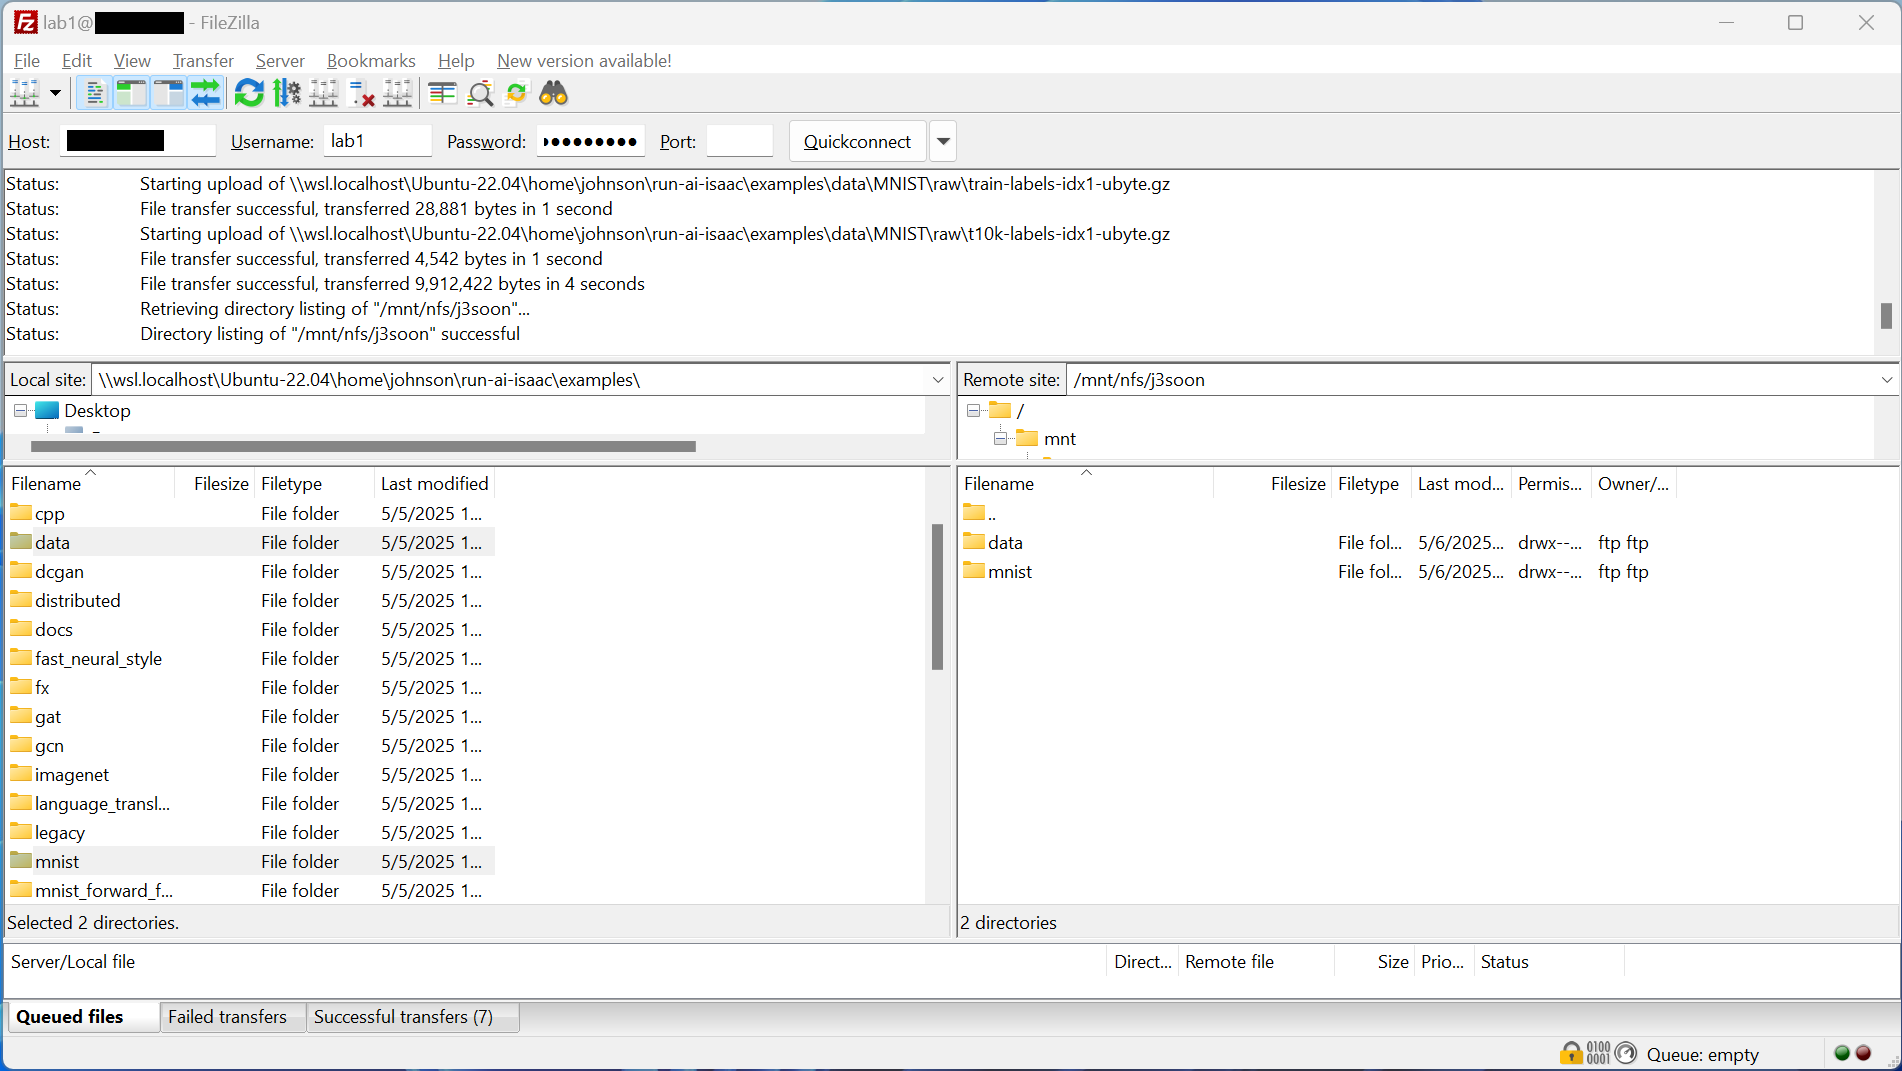 lab1@ - FileZilla
File Edit View Transfer Server Bookmarks Help New version available!
Host: Username: lab1 Password: ●●●●●●●●● Port: Quickconnect
Status: Starting upload of \\wsl.localhost\Ubuntu-22.04\home\johnson\run-ai-isaac\examples\data\MNIST\raw\train-labels-idx1-ubyte.gz
Status: File transfer successful, transferred 28,881 bytes in 1 second
Status: Starting upload of \\wsl.localhost\Ubuntu-22.04\home\johnson\run-ai-isaac\examples\data\MNIST\raw\t10k-labels-idx1-ubyte.gz
Status: File transfer successful, transferred 4,542 bytes in 1 second
Status: File transfer successful, transferred 9,912,422 bytes in 4 seconds
Status: Retrieving directory listing of "/mnt/nfs/j3soon"...
Status: Directory listing of "/mnt/nfs/j3soon" successful
Local site: \\wsl.localhost\Ubuntu-22.04\home\johnson\run-ai-isaac\examples\
Desktop
Filename Filesize Filetype Last modified
cpp File folder 5/5/2025 1...
data File folder 5/5/2025 1...
dcgan File folder 5/5/2025 1...
distributed File folder 5/5/2025 1...
docs File folder 5/5/2025 1...
fast_neural_style File folder 5/5/2025 1...
fx File folder 5/5/2025 1...
gat File folder 5/5/2025 1...
gcn File folder 5/5/2025 1...
imagenet File folder 5/5/2025 1...
language_transl... File folder 5/5/2025 1...
legacy File folder 5/5/2025 1...
mnist File folder 5/5/2025 1...
mnist_forward_f... File folder 5/5/2025 1...
Selected 2 directories.
Remote site: /mnt/nfs/j3soon
/
mnt
Filename Filesize Filetype Last mod... Permis... Owner/...
..
data File fol... 5/6/2025... drwx--... ftp ftp
mnist File fol... 5/6/2025... drwx--... ftp ftp
2 directories
Server/Local file Direct... Remote file Size Prio... Status
Queued files Failed transfers Successful transfers (7)
0100
0001
Queue: empty